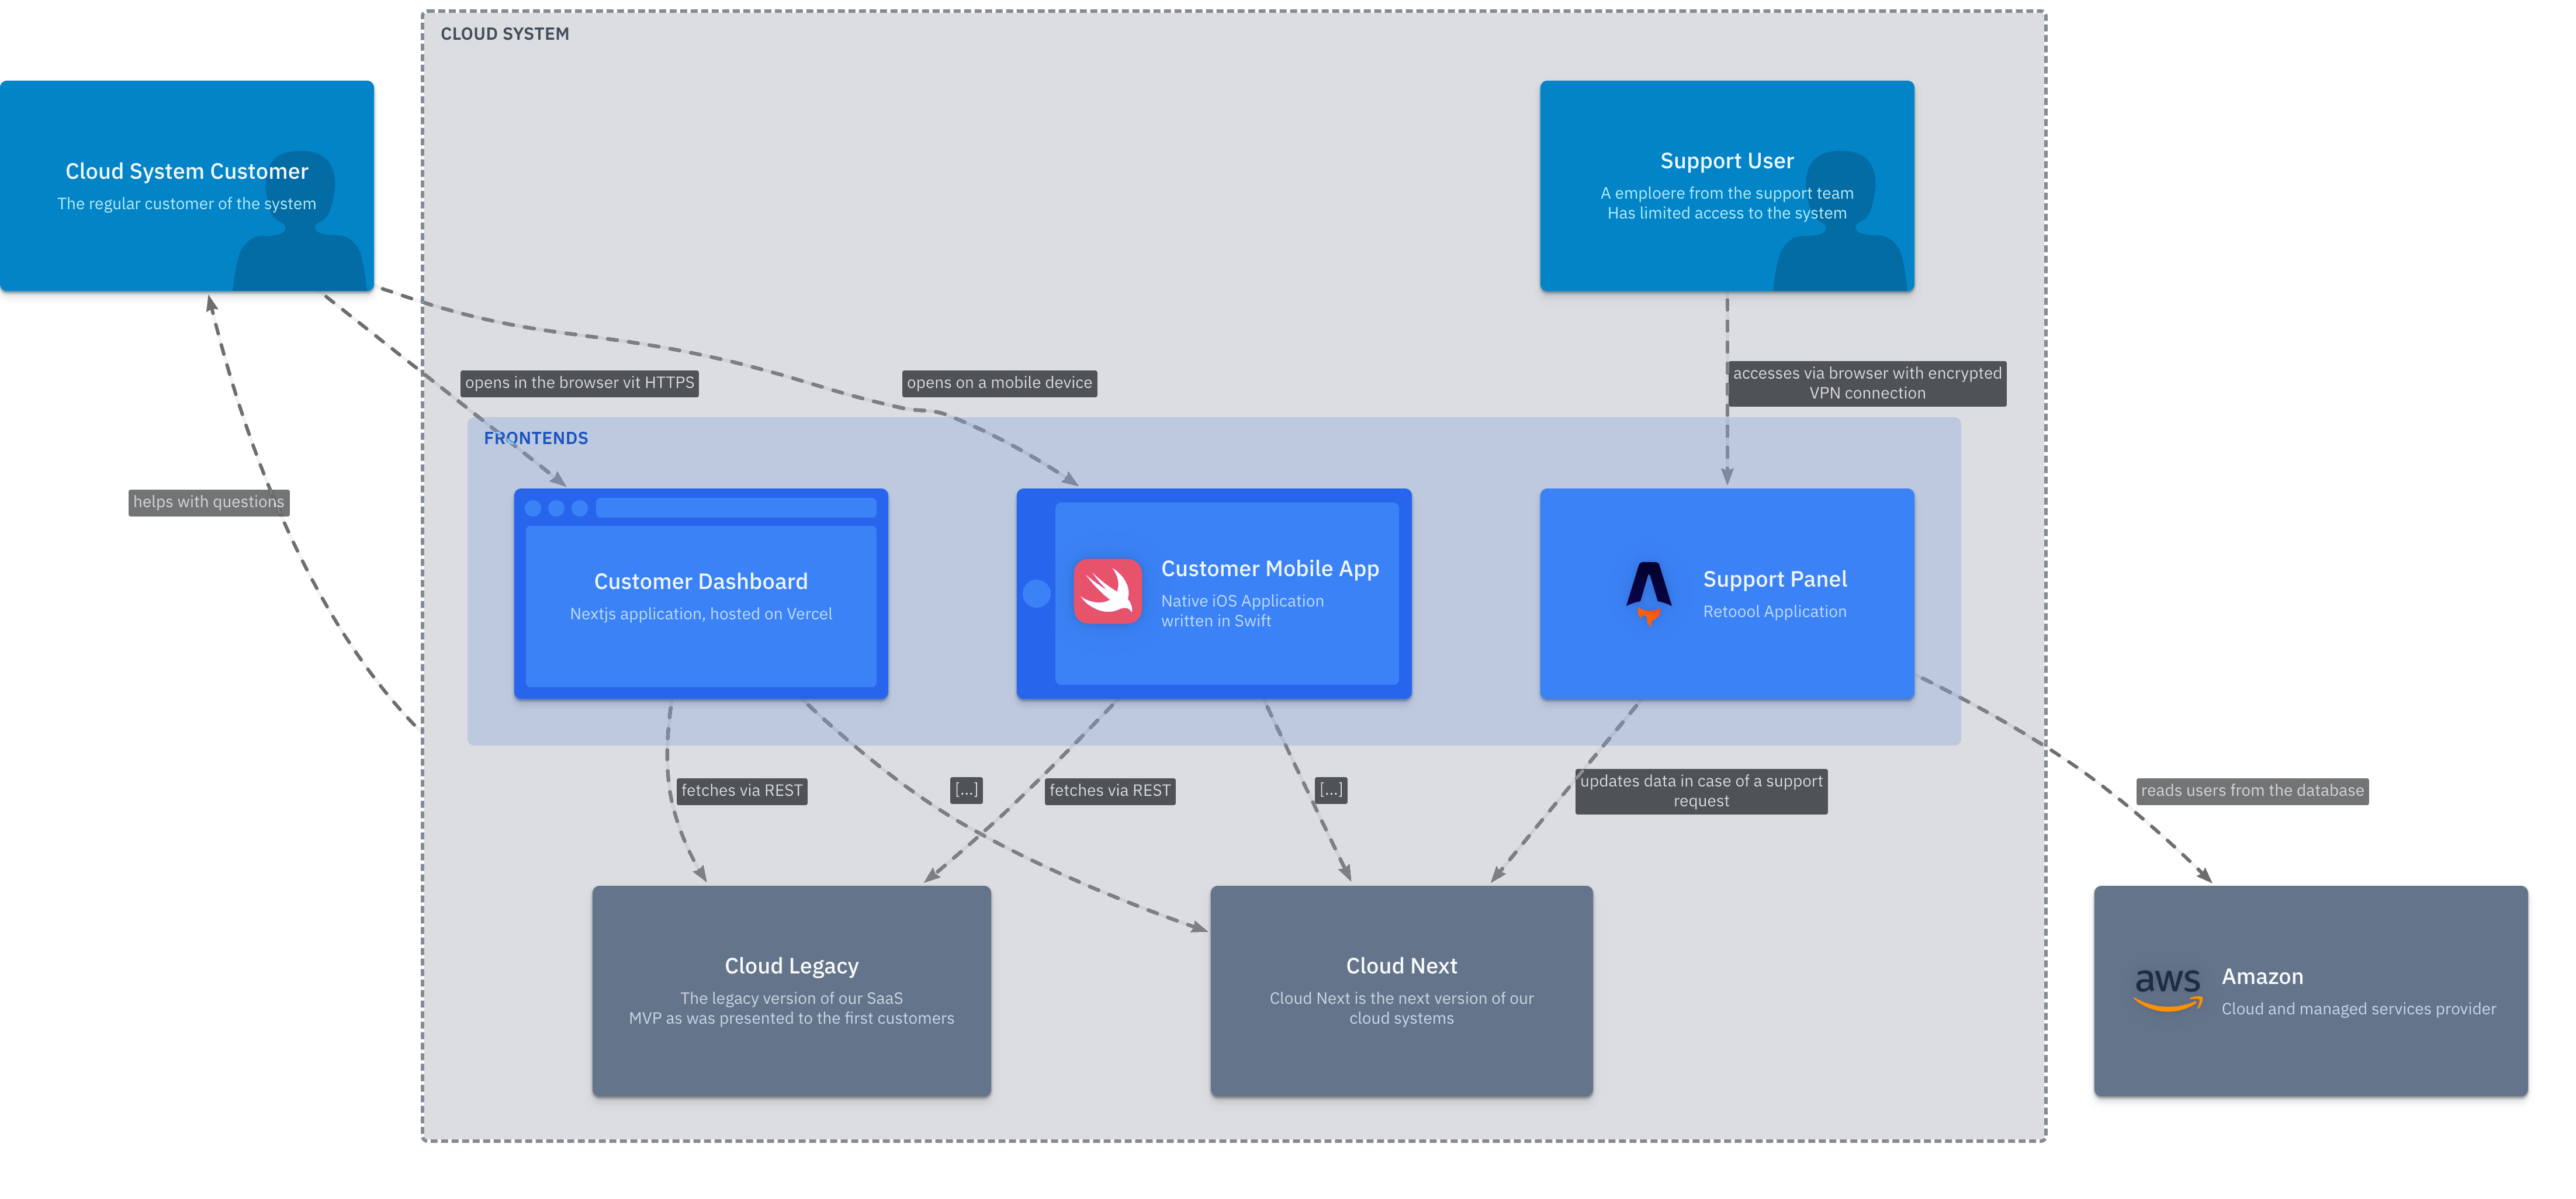 CLOUD SYSTEM
Cloud System Customer
The regular customer of the system
Support User
A emploere from the support team
Has limited access to the system
opens in the browser vit HTTPS
opens on a mobile device
accesses via browser with encrypted
VPN connection
FRONTENDS
helps with questions
Customer Dashboard
Nextjs application, hosted on Vercel
Customer Mobile App
Native iOS Application
written in Swift
Support Panel
Retoool Application
fetches via REST
[...]
fetches via REST
[...]
updates data in case of a support
request
reads users from the database
Cloud Legacy
The legacy version of our SaaS
MVP as was presented to the first customers
Cloud Next
Cloud Next is the next version of our
cloud systems
aws
Amazon
Cloud and managed services provider